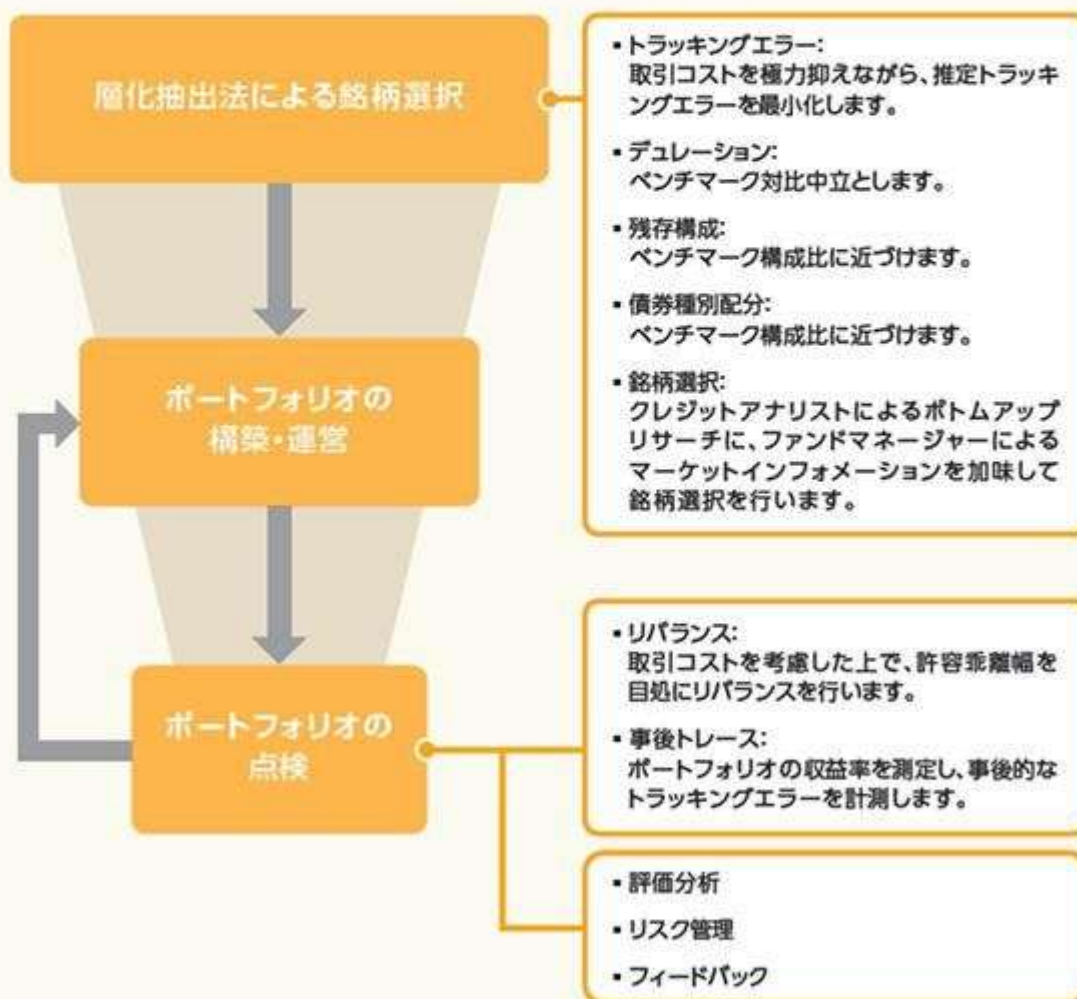 層化抽出法による銘柄選択
▪トラッキングエラー:
取引コストを極力抑えながら、推定トラッキ
ングエラーを最小化します。
▪デュレーション:
ベンチマーク対比中立とします。
▪残存構成:
ベンチマーク構成比に近づけます。
▪債券種別配分:
ベンチマーク構成比に近づけます。
▪銘柄選択:
クレジットアナリストによるボトムアップ
リサーチに、ファンドマネージャーによる
マーケットインフォメーションを加味して
銘柄選択を行います。
ポートフォリオの
構築・運営
ポートフォリオの
点検
▪リバランス:
取引コストを考慮した上で、許容乖離幅を
目処にリバランスを行います。
▪事後トレース:
ポートフォリオの収益率を測定し、事後的な
トラッキングエラーを計測します。
▪評価分析
▪リスク管理
▪フィードバック